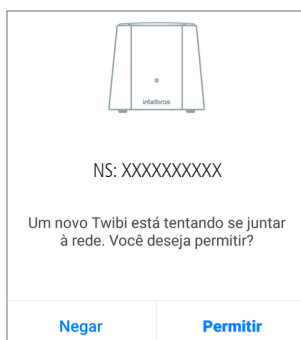 intelbras
NS: XXXXXXXXXX
Um novo Twibi está tentando se juntar
à rede. Você deseja permitir?
Negar
Permitir